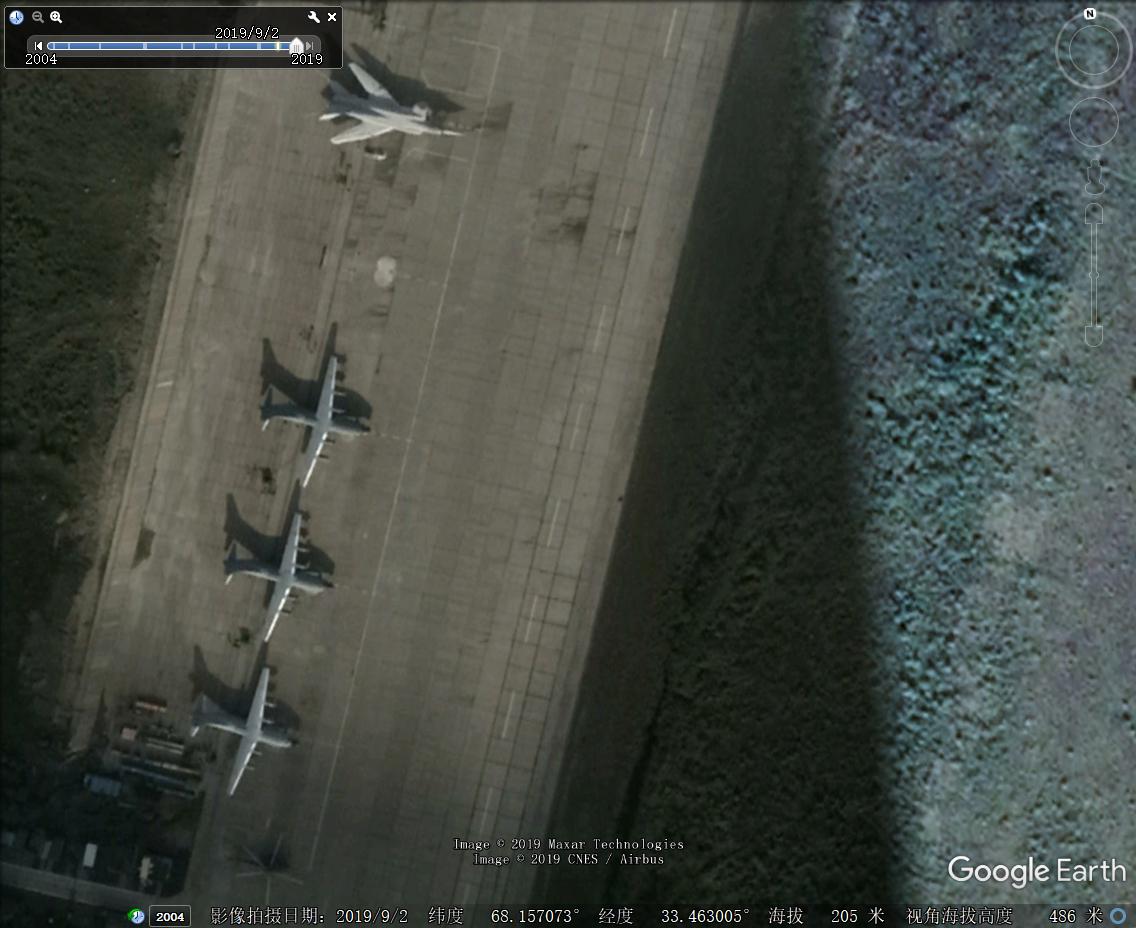 N
2019/9/2
2004 2019
Image © 2019 Maxar Technologies
Image © 2019 CNES / Airbus
Google Earth
2004 影像拍摄日期: 2019/9/2 纬度 68.157073° 经度 33.463005° 海拔 205 米 视角海拔高度 486 米